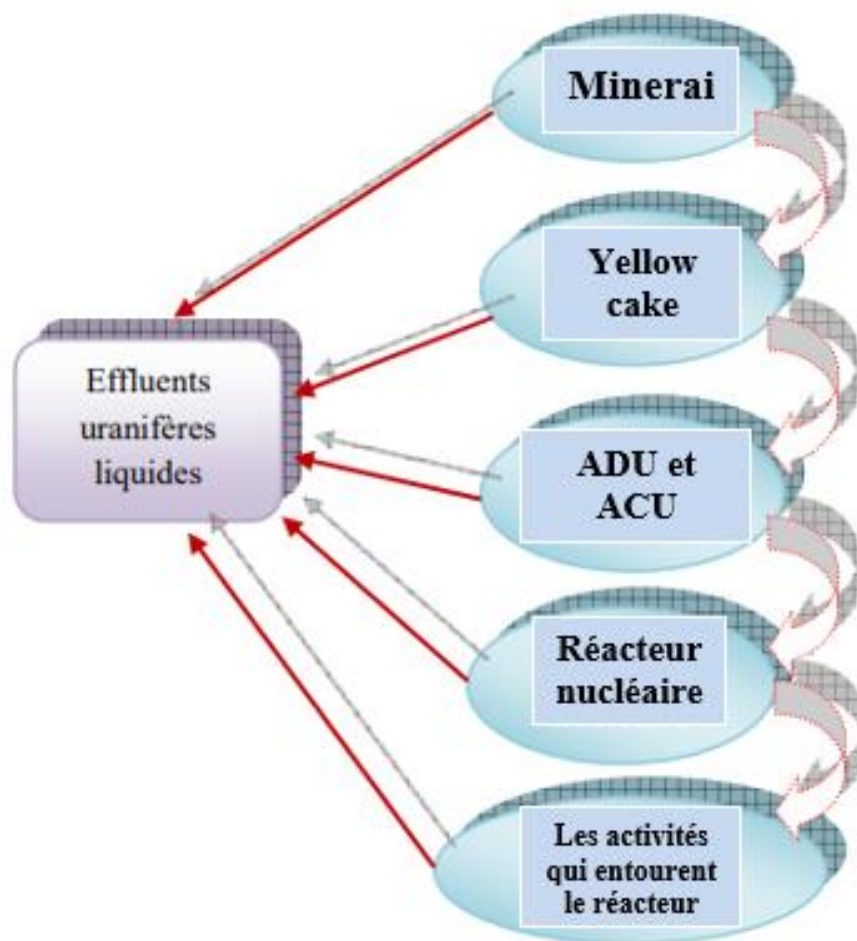 Minerai
Yellow
cake
Effluents
uranifères
liquides
ADU et
ACU
Réacteur
nucléaire
Les activités
qui entourent
le réacteur